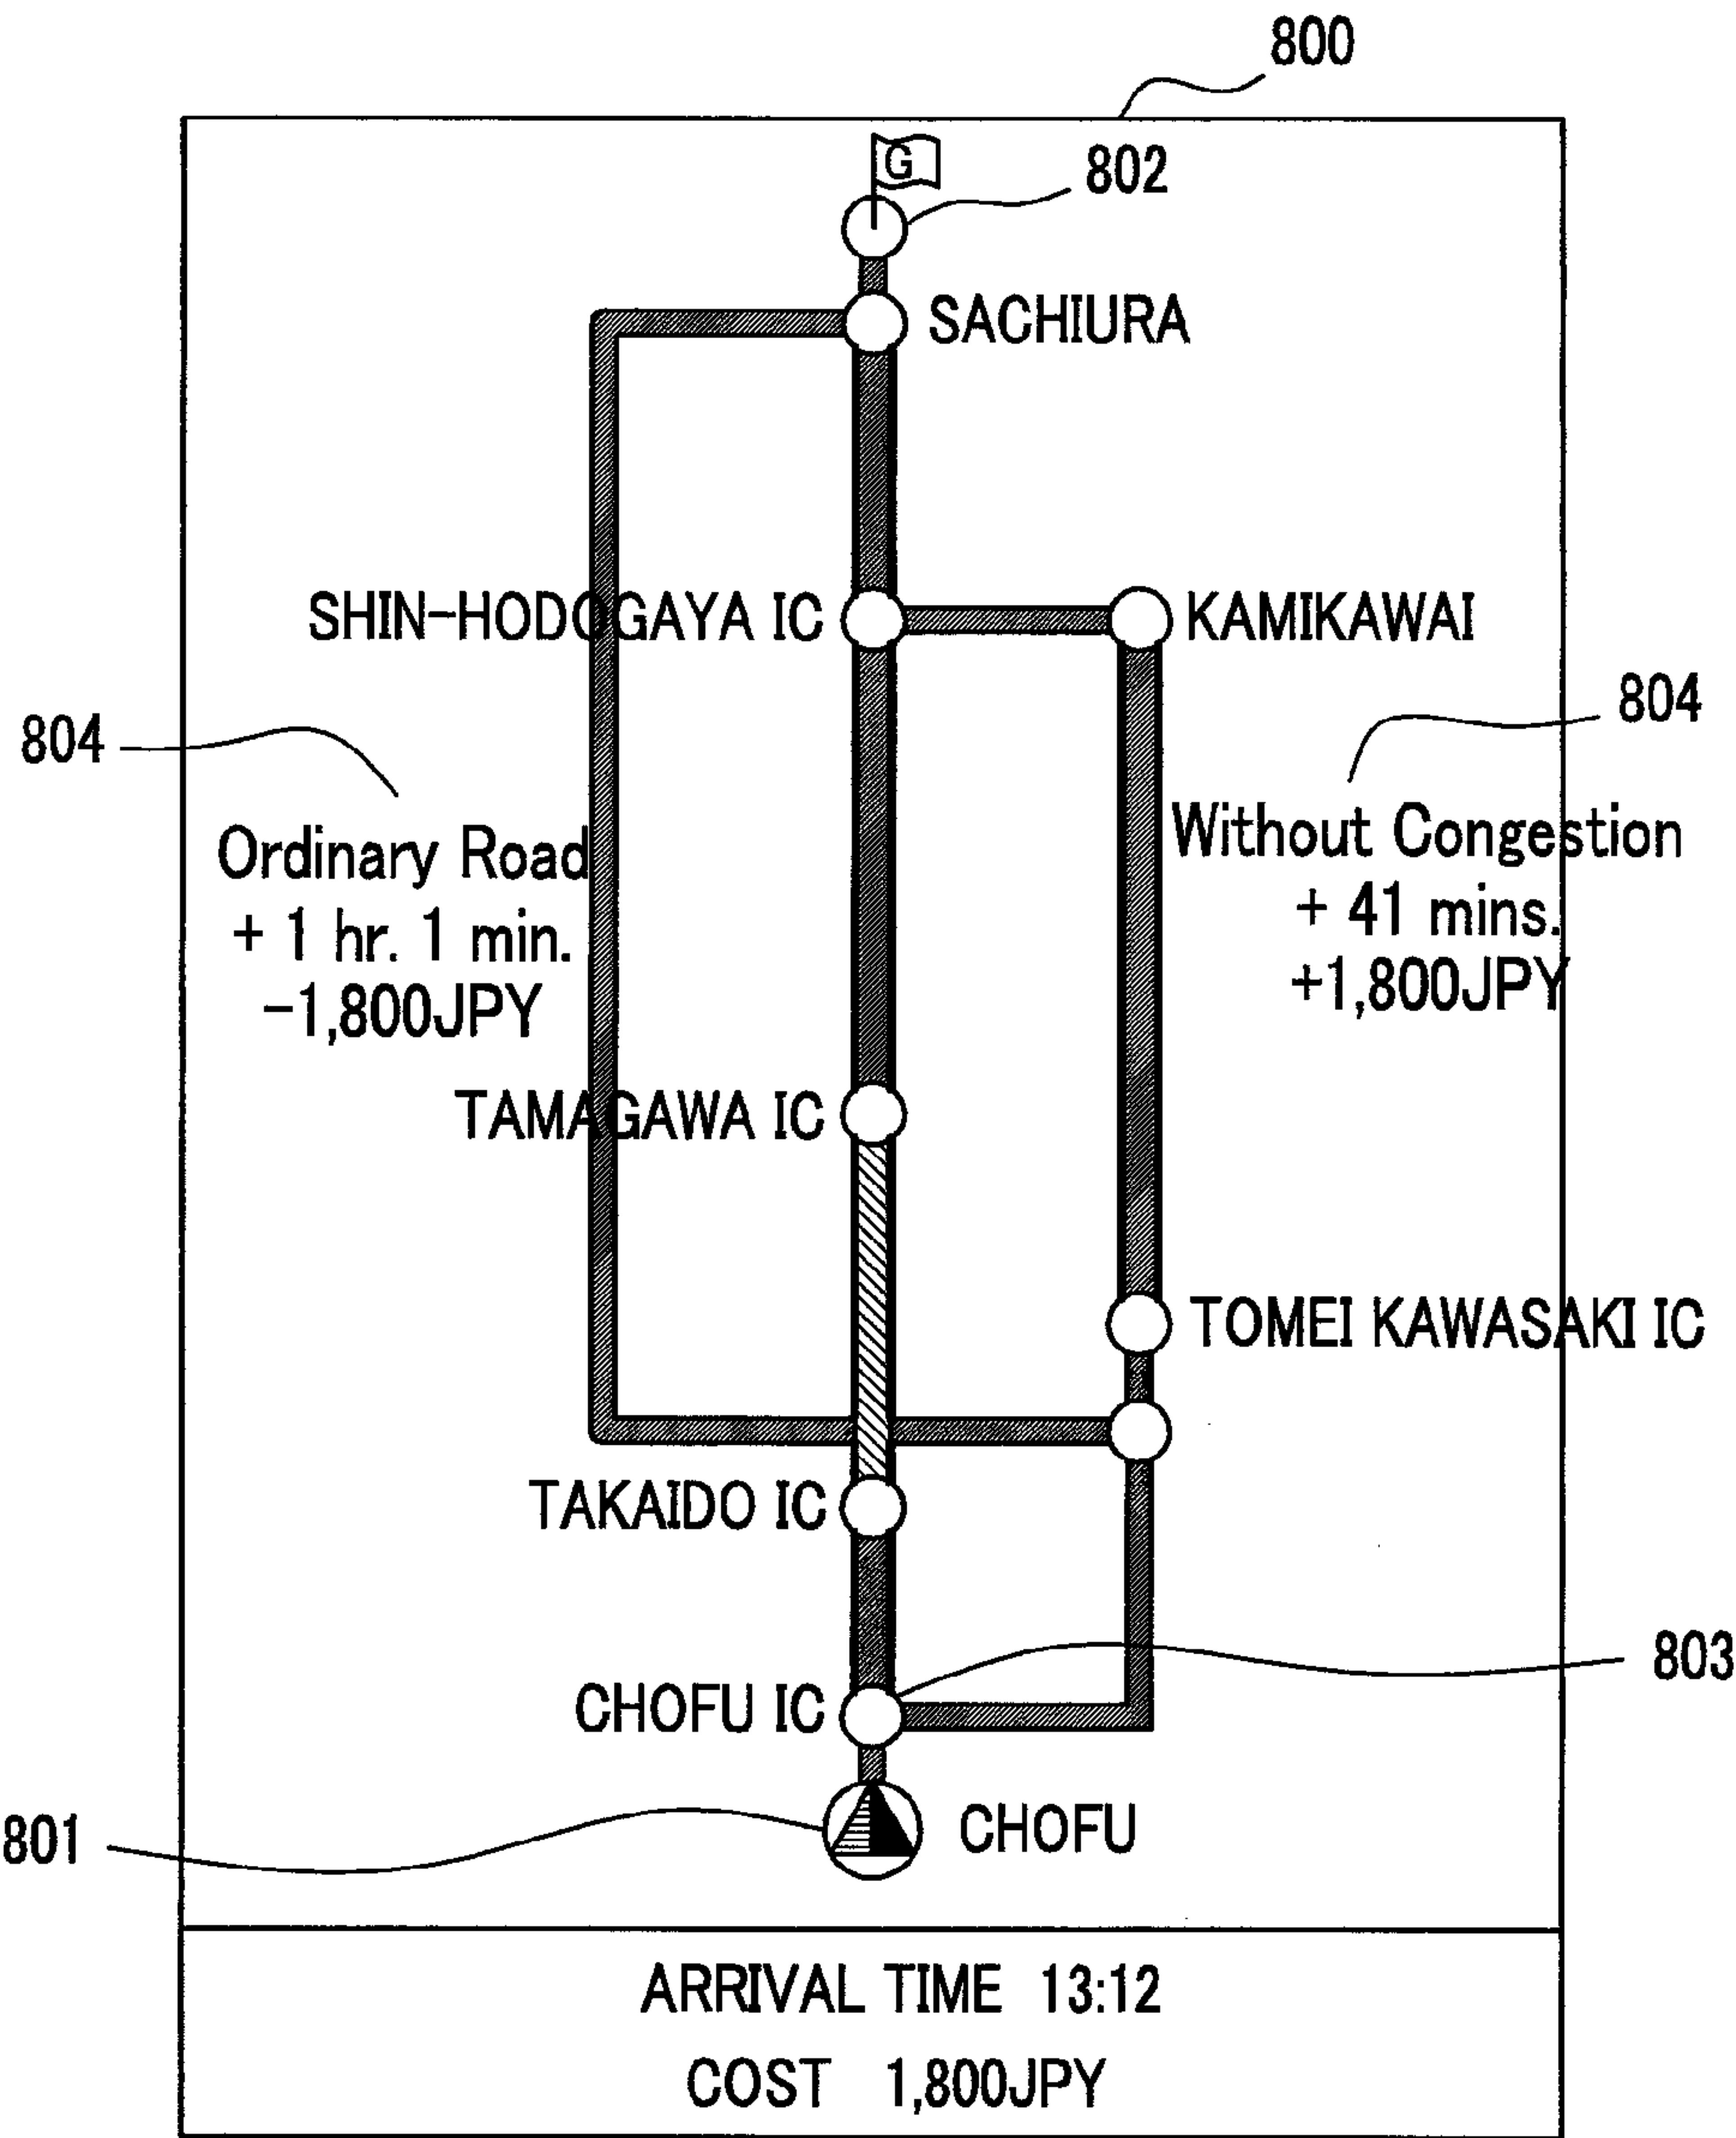 800
G
802
SACHIURA
SHIN-HODOGAYA IC
KAMIKAWAI
804
804
Ordinary Road
+ 1 hr. 1 min.
-1,800JPY
Without Congestion
+ 41 mins.
+1,800JPY
TAMAGAWA IC
TOMEI KAWASAKI IC
TAKAIDO IC
803
CHOFU IC
801
CHOFU
ARRIVAL TIME 13:12
COST 1,800JPY